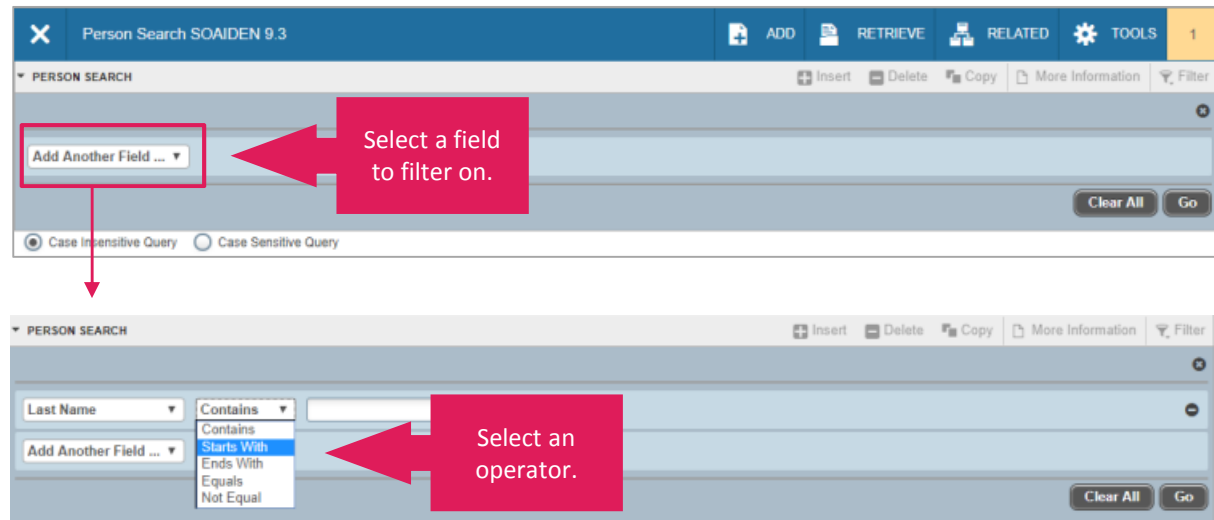 Person Search SOAIDEN 9.3 ADD RETRIEVE RELATED TOOLS 1
PERSON SEARCH Insert Delete Copy More Information Filter
Add Another Field ...
Select a field
to filter on.
Clear All Go
Case Insensitive Query Case Sensitive Query
PERSON SEARCH Insert Delete Copy More Information Filter
Last Name Contains
Contains
Starts With
Ends With
Equals
Not Equal
Add Another Field ...
Select an
operator.
Clear All Go